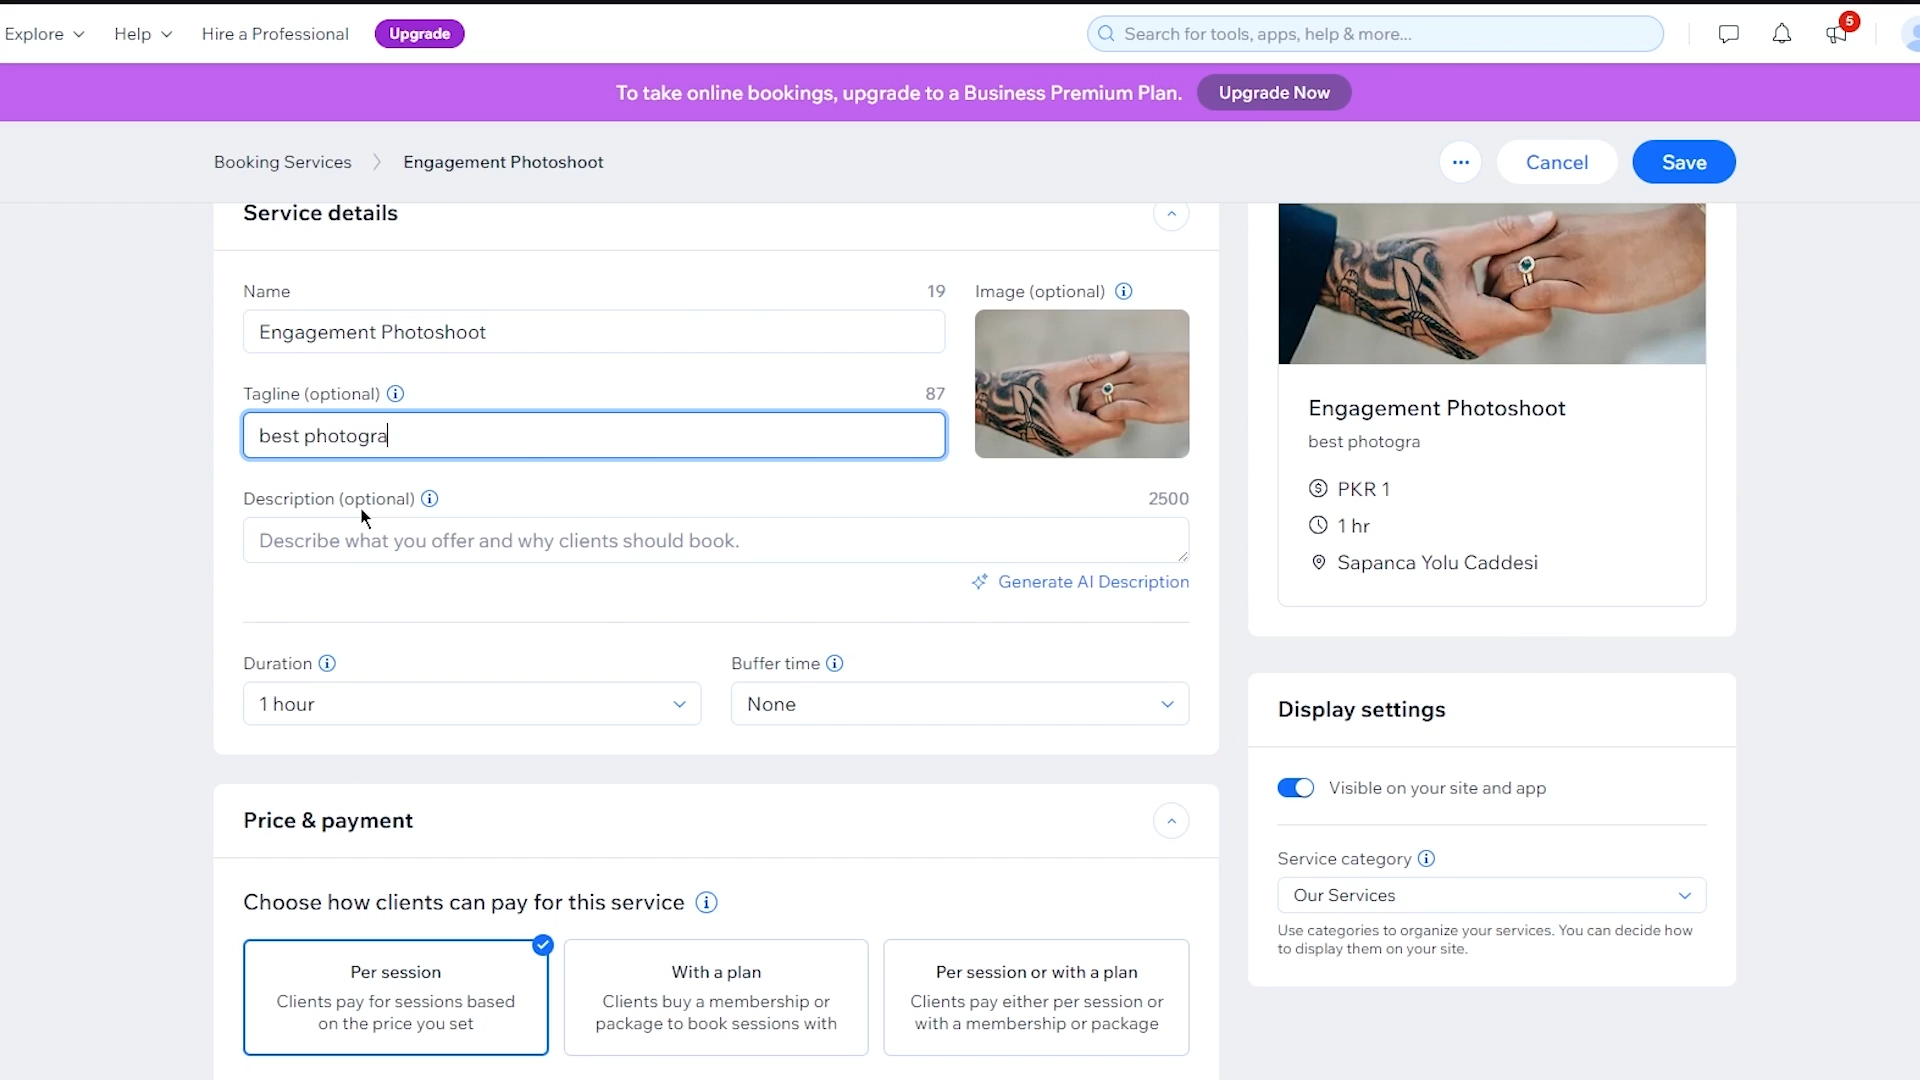 Explore
Help
Hire a Professional
Upgrade
Search for tools, apps, help & more...
5
To take online bookings, upgrade to a Business Premium Plan.
Upgrade Now
Booking Services
Engagement Photoshoot
Cancel
Save
Service details
Name
19
Engagement Photoshoot
Tagline (optional)
87
best photogra
Image (optional)
Description (optional)
2500
Describe what you offer and why clients should book.
Generate AI Description
Duration
1 hour
Buffer time
None
Price & payment
Choose how clients can pay for this service
Per session
Clients pay for sessions based
on the price you set
With a plan
Clients buy a membership or
package to book sessions with
Per session or with a plan
Clients pay either per session or
with a membership or package
Engagement Photoshoot
best photogra
PKR 1
1 hr
Sapanca Yolu Caddesi
Display settings
Visible on your site and app
Service category
Our Services
Use categories to organize your services. You can decide how
to display them on your site.